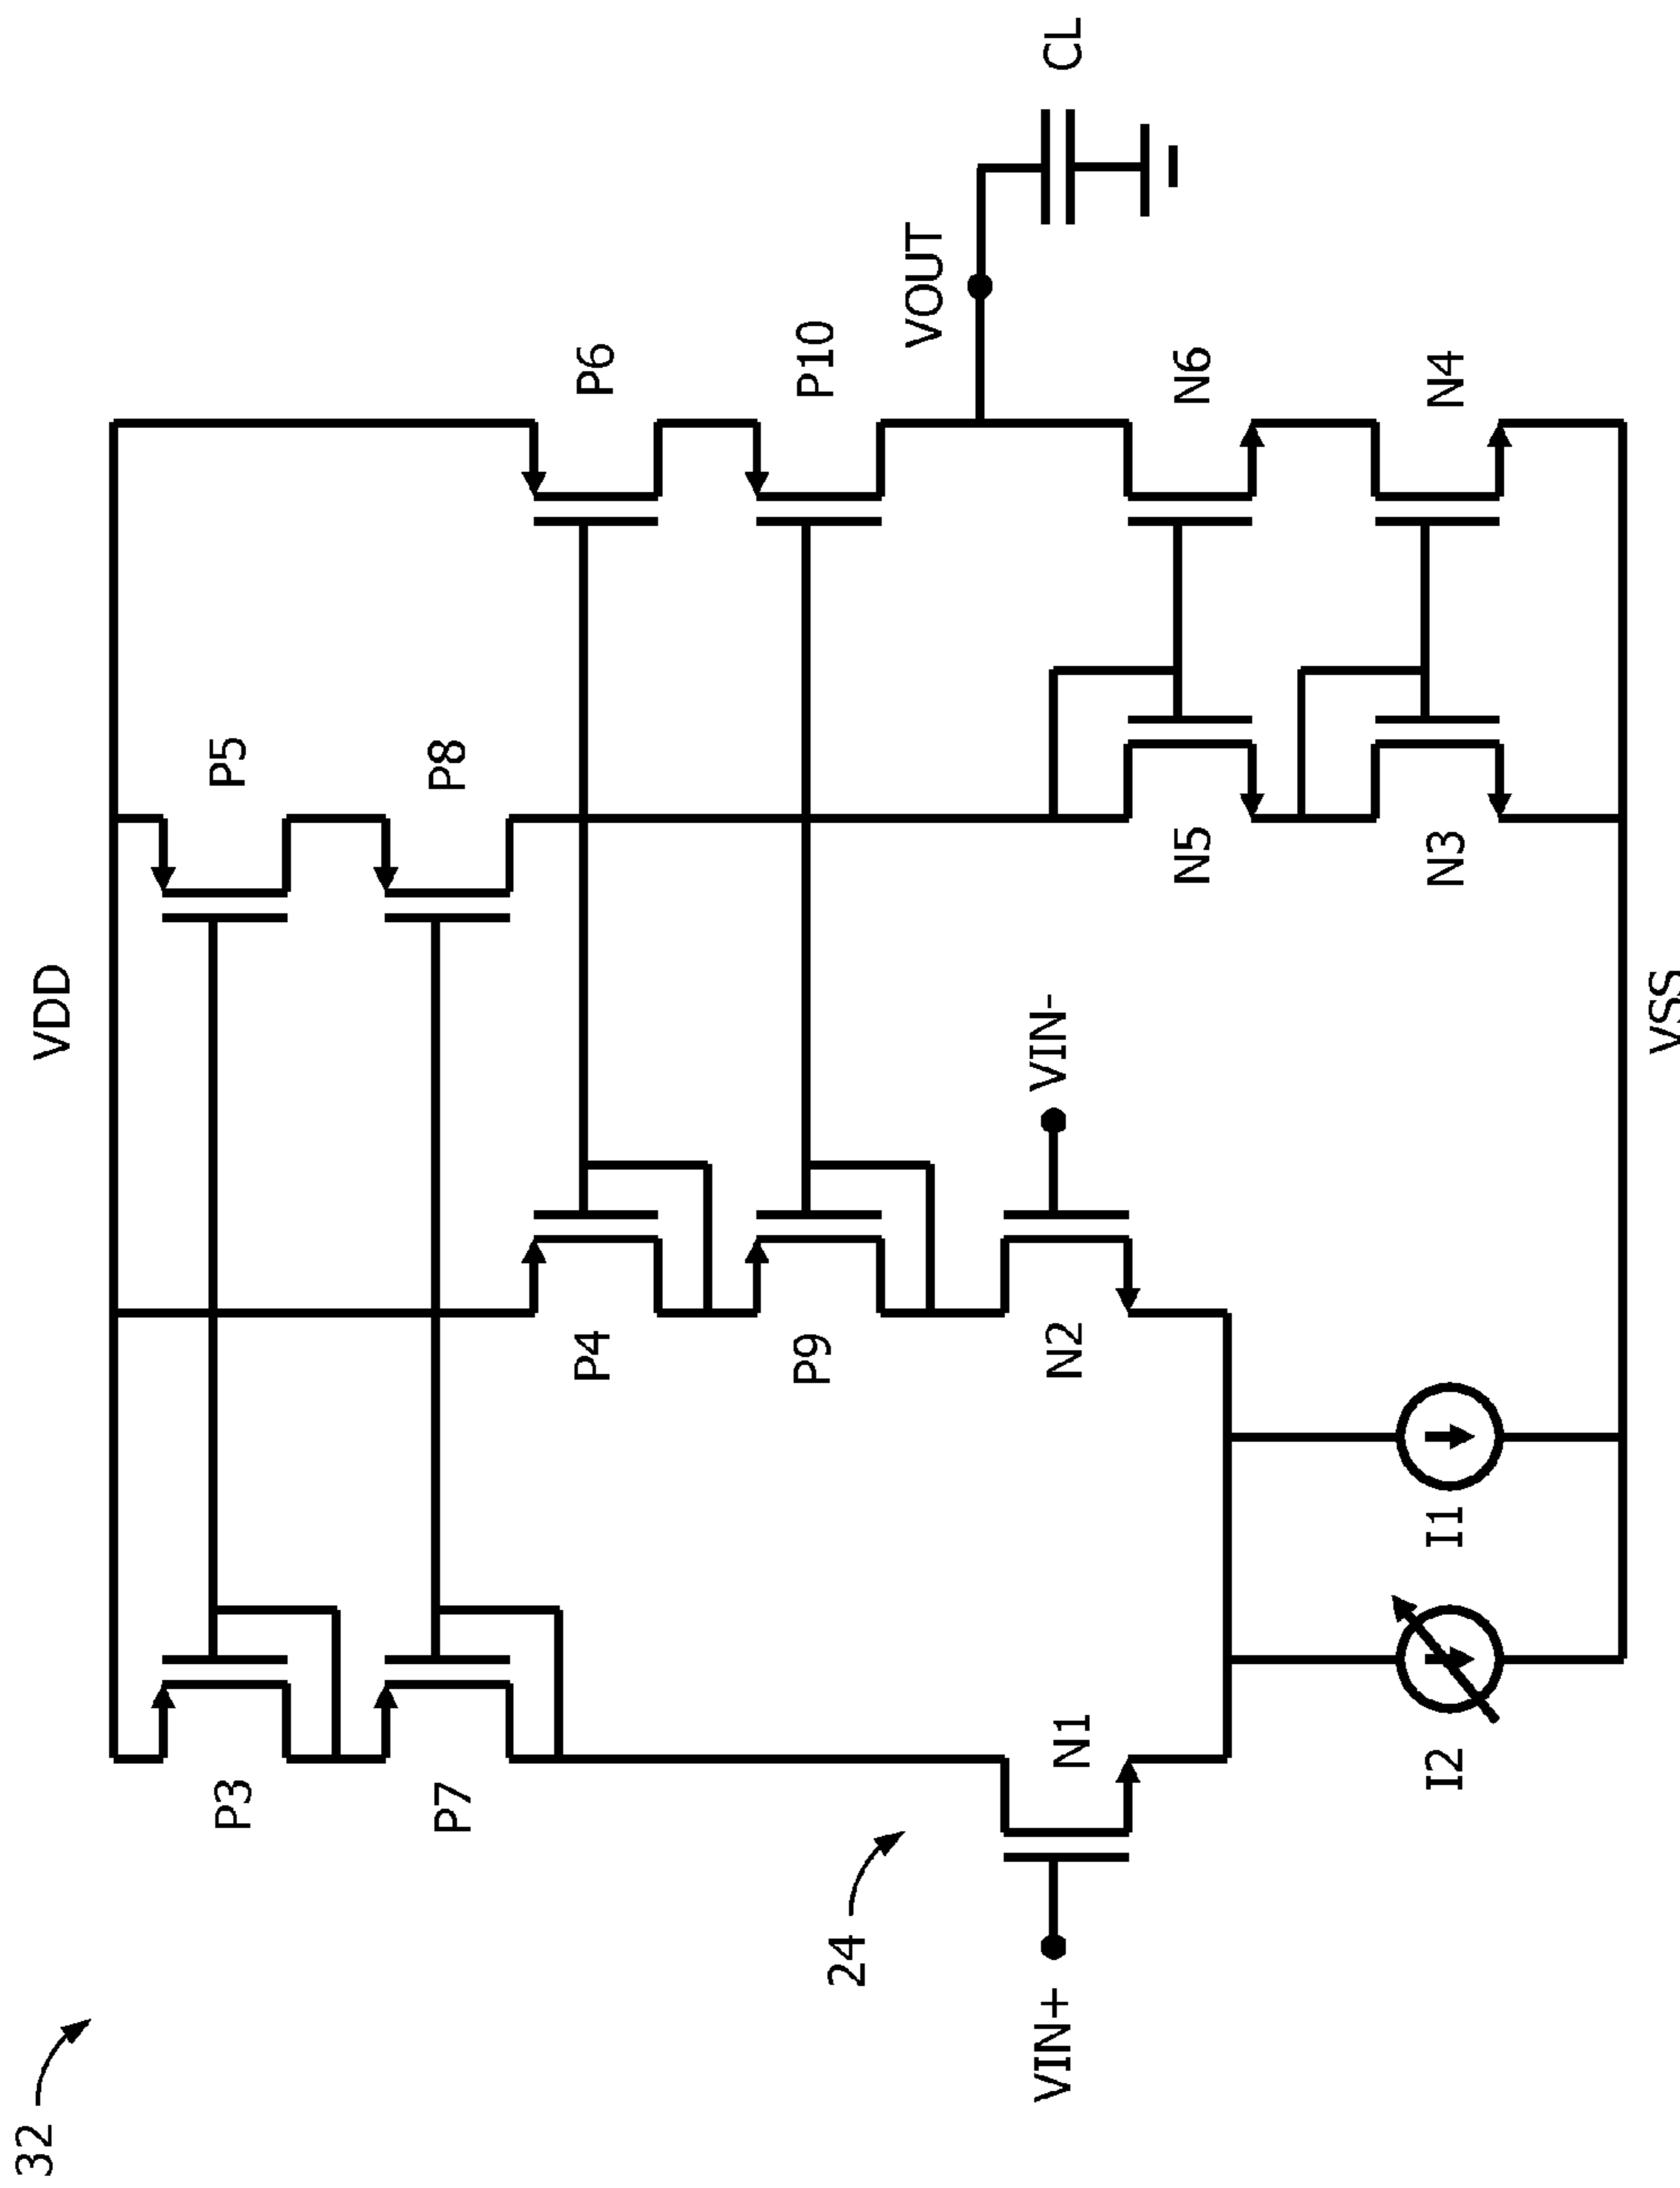 32
VDD
P3
P5
P7
P8
P4
P6
P9
P10
24
VOUT
CL
VIN+
N1
N2
VIN-
N5
N6
I2
I1
N3
N4
VSS